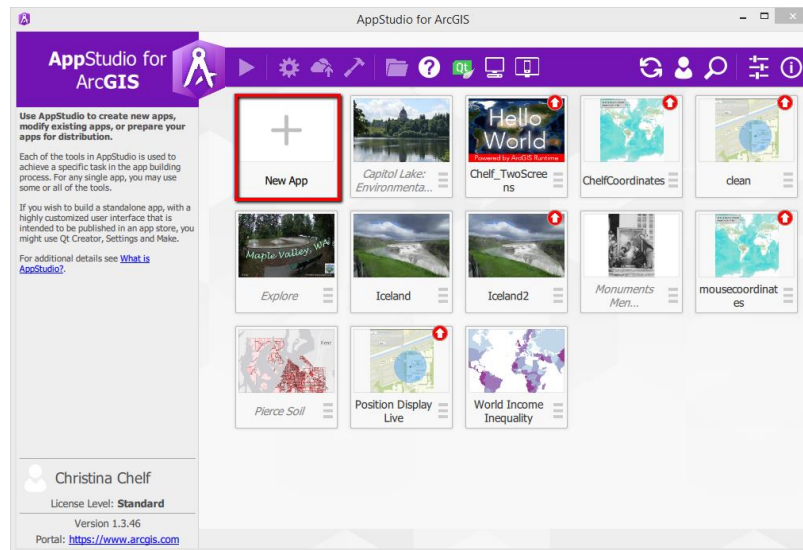 AppStudio for ArcGIS
AppStudio for
ArcGIS
Use AppStudio to create new apps,
modify existing apps, or prepare your
apps for distribution.
Each of the tools in AppStudio is used to
achieve a specific task in the app building
process. For any single app, you may use
some or all of the tools.
If you wish to build a standalone app, with a
highly customized user interface that is
intended to be published in an app store, you
might use Qt Creator, Settings and Make.
For additional details see What is
AppStudio?.
Qt
New App
Capitol Lake:
Environmenta...
Hello
World
Powered by ArcGIS Runtime
Chelf_TwoScree
ns
ChelfCoordinates
clean
Maple Valley, WA
Explore
Iceland
Iceland2
Monuments
Men...
mousecoordinat
es
Pierce Soil
Position Display
Live
World Income
Inequality
Christina Chelf
License Level: Standard
Version 1.3.46
Portal: https://www.arcgis.com